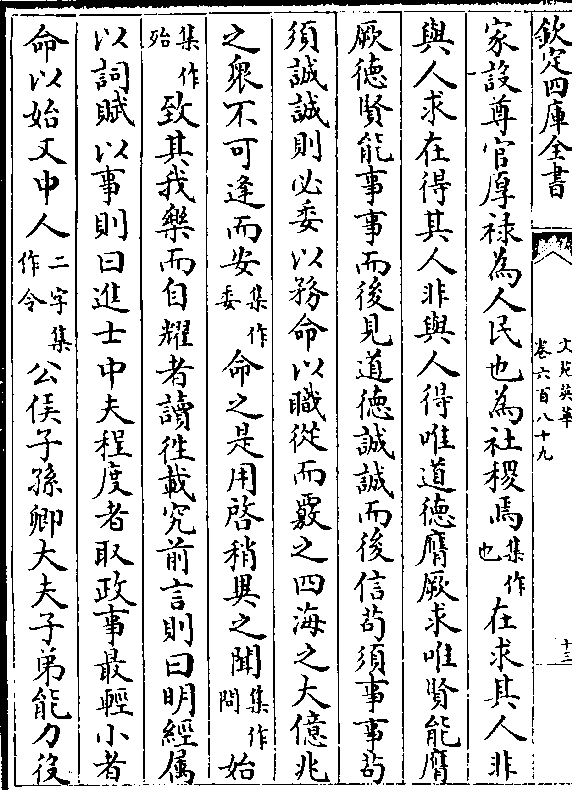 欽定四庫全書
文苑英華
卷六百八十九
十三
家設尊官厚禄為人民也為社稷焉集作也在求其人非
與人求在得其人非與人得唯道德膺厥求唯賢能膺
厥徳賢能事事而後見道德誠誠而後信苟須事事苟
須誠誠則必委以務命以職從而覈之四海之大億兆
之衆不可逢而安集作委命之是用啓稍異之聞集作問始
集作殆致其我樂而自耀者讀徃載究前言則曰明經属
以詞賦以事則曰進士中夫程度者取政事最輕小者
命以始丈中人二字集作令公侯子孫卿大夫子弟能力役